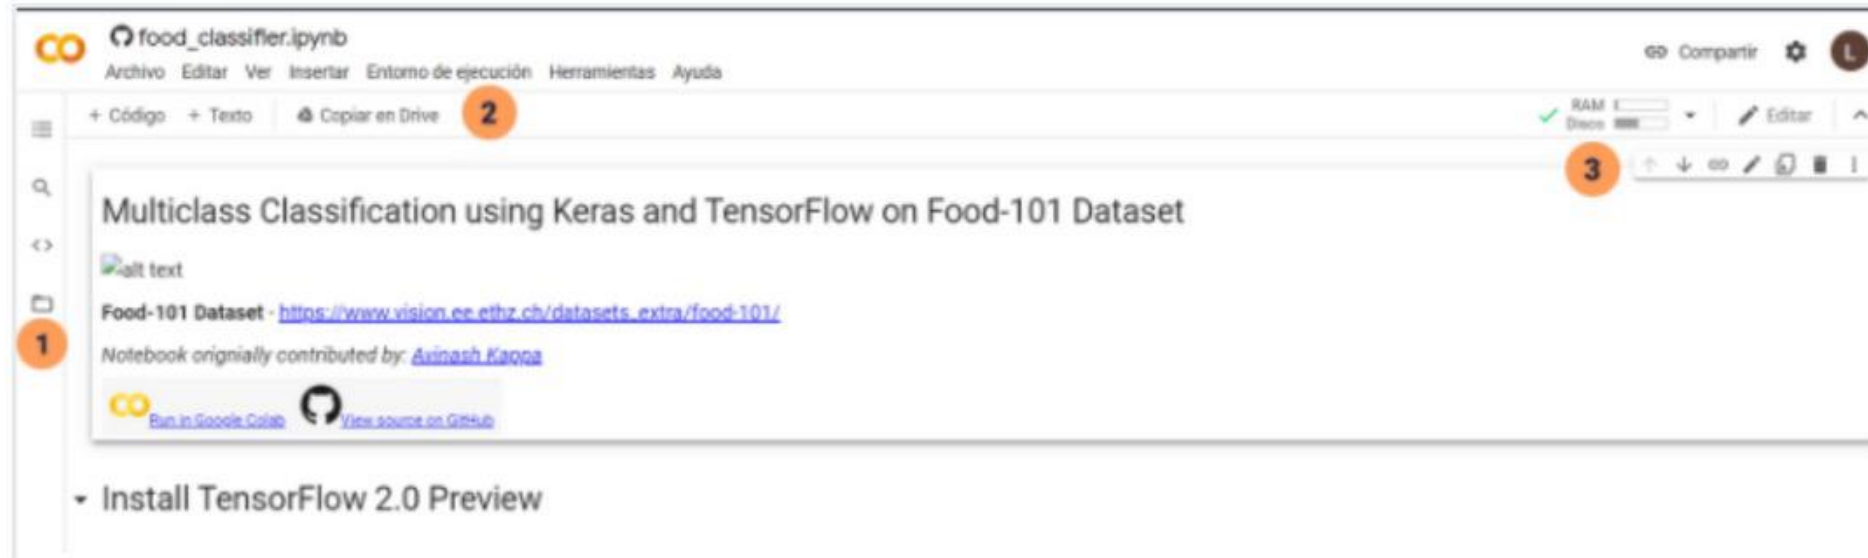 food_classifier.ipynb
Compartir
L
Archivo Editar Ver Insertar Entorno de ejecución Herramientas Ayuda
+ Código + Texto Copiar en Drive 2
RAM
Disco
Editar
3
Multiclass Classification using Keras and TensorFlow on Food-101 Dataset
alt text
Food-101 Dataset - https://www.vision.ee.ethz.ch/datasets_extra/food-101/
1
Notebook orignially contributed by: Avinash Kappa
Run in Google Colab View source on GitHub
Install TensorFlow 2.0 Preview